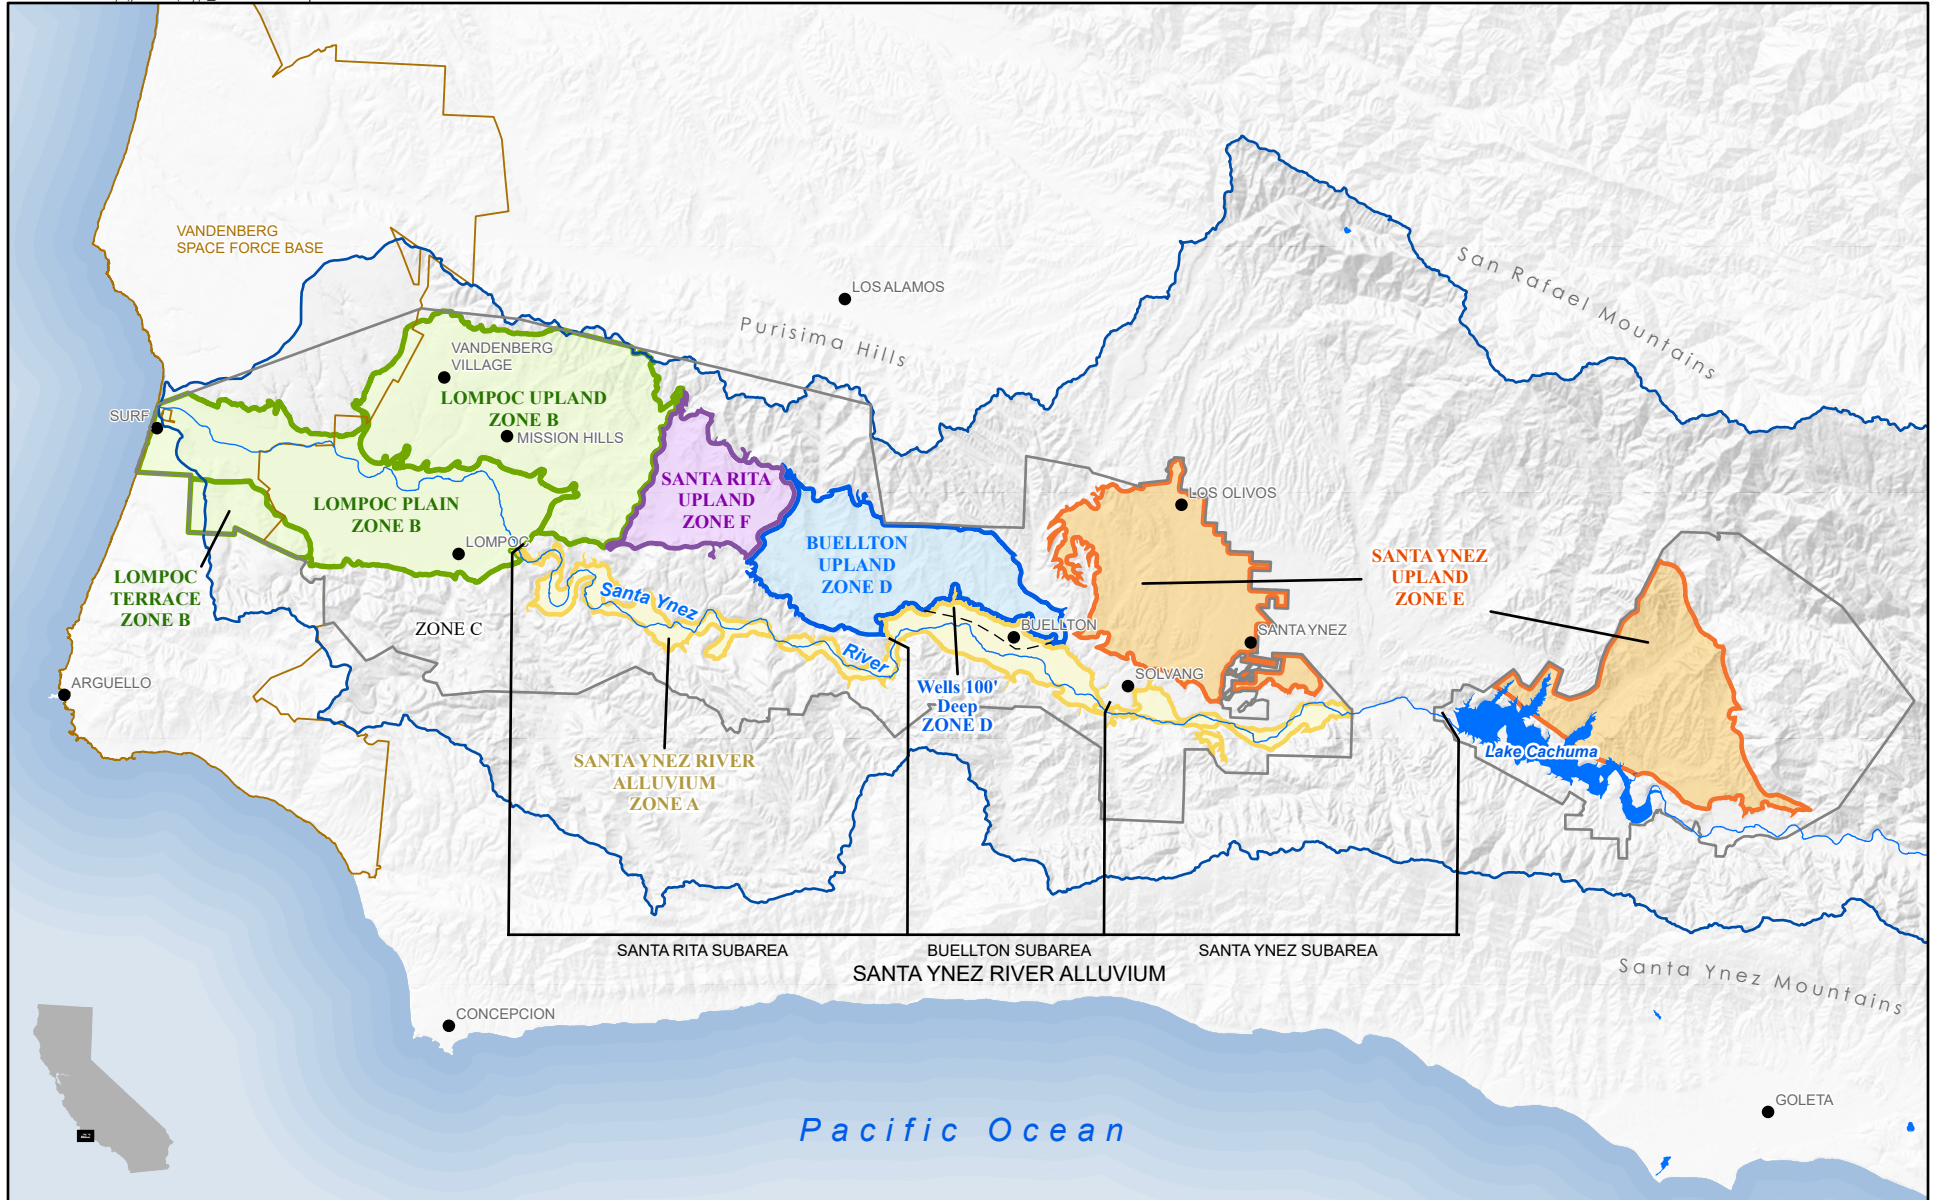 VANDENBERG
SPACE FORCE BASE
LOS ALAMOS
San Rafael Mountains
Purisima Hills
VANDENBERG
VILLAGE
LOMPOC UPLAND
ZONE B
MISSION HILLS
SURF
SANTA RITA
UPLAND
ZONE F
LOMPOC PLAIN
ZONE B
LOMPOC
LOS OLIVOS
BUELLTON
UPLAND
ZONE D
SANTA YNEZ
UPLAND
ZONE E
LOMPOC
TERRACE
ZONE B
ZONE C
Santa Ynez
River
BUELLTON
SANTA YNEZ
SOLVANG
ARGUELLO
Wells 100'
Deep
ZONE D
Lake Cachuma
SANTA YNEZ RIVER
ALLUVIUM
ZONE A
SANTA RITA SUBAREA
BUELLTON SUBAREA
SANTA YNEZ SUBAREA
SANTA YNEZ RIVER ALLUVIUM
Santa Ynez Mountains
CONCEPCION
GOLETA
Pacific Ocean